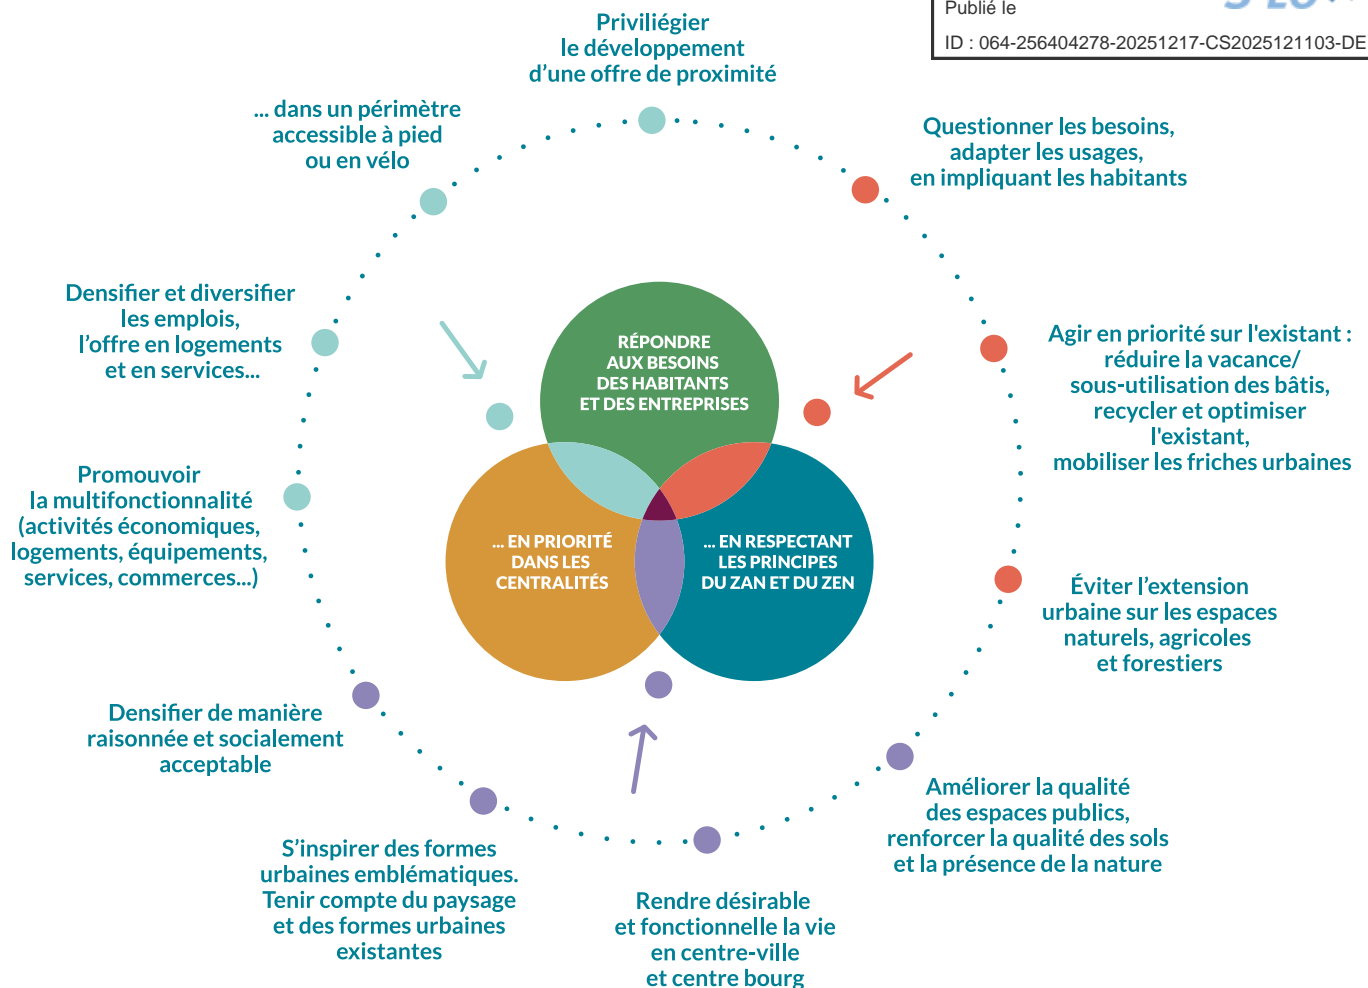 Publié le
ID : 064-256404278-20251217-CS2025121103-DE
Priviliégier
le développement
d'une offre de proximité
... dans un périmètre
accessible à pied
ou en vélo
Questionner les besoins,
adapter les usages,
en impliquant les habitants
Densifier et diversifier
les emplois,
l'offre en logements
et en services...
Agir en priorité sur l'existant :
réduire la vacance/
sous-utilisation des bâtis,
recycler et optimiser
l'existant,
mobiliser les friches urbaines
RÉPONDRE
AUX BESOINS
DES HABITANTS
ET DES ENTREPRISES
Promouvoir
la multifonctionnalité
(activités économiques,
logements, équipements,
services, commerces...)
... EN PRIORITÉ
DANS LES
CENTRALITÉS
... EN RESPECTANT
LES PRINCIPES
DU ZAN ET DU ZEN
Éviter l'extension
urbaine sur les espaces
naturels, agricoles
et forestiers
Densifier de manière
raisonnée et socialement
acceptable
Améliorer la qualité
des espaces publics,
renforcer la qualité des sols
et la présence de la nature
S'inspirer des formes
urbaines emblématiques.
Tenir compte du paysage
et des formes urbaines
existantes
Rendre désirable
et fonctionnelle la vie
en centre-ville
et centre bourg